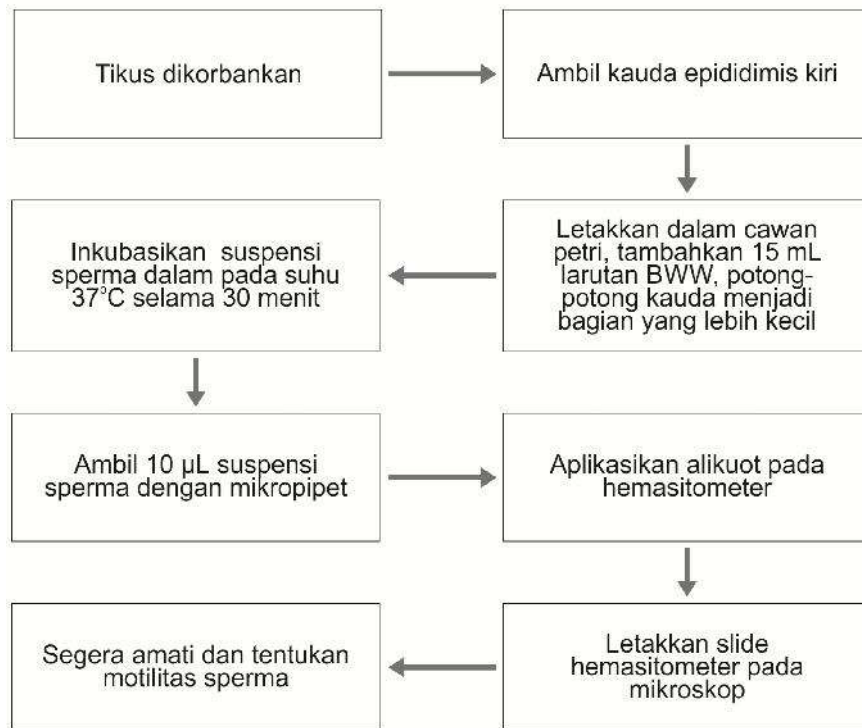 Tikus dikorbankan
Ambil kauda epididimis kiri
Letakkan dalam cawan
petri, tambahkan 15 mL
larutan BWW, potong-
potong kauda menjadi
bagian yang lebih kecil
Inkubasikan suspensi
sperma dalam pada suhu
37°C selama 30 menit
Ambil 10 µL suspensi
sperma dengan mikropipet
Aplikasikan alikuot pada
hemasitometer
Letakkan slide
hemasitometer pada
mikroskop
Segera amati dan tentukan
motilitas sperma